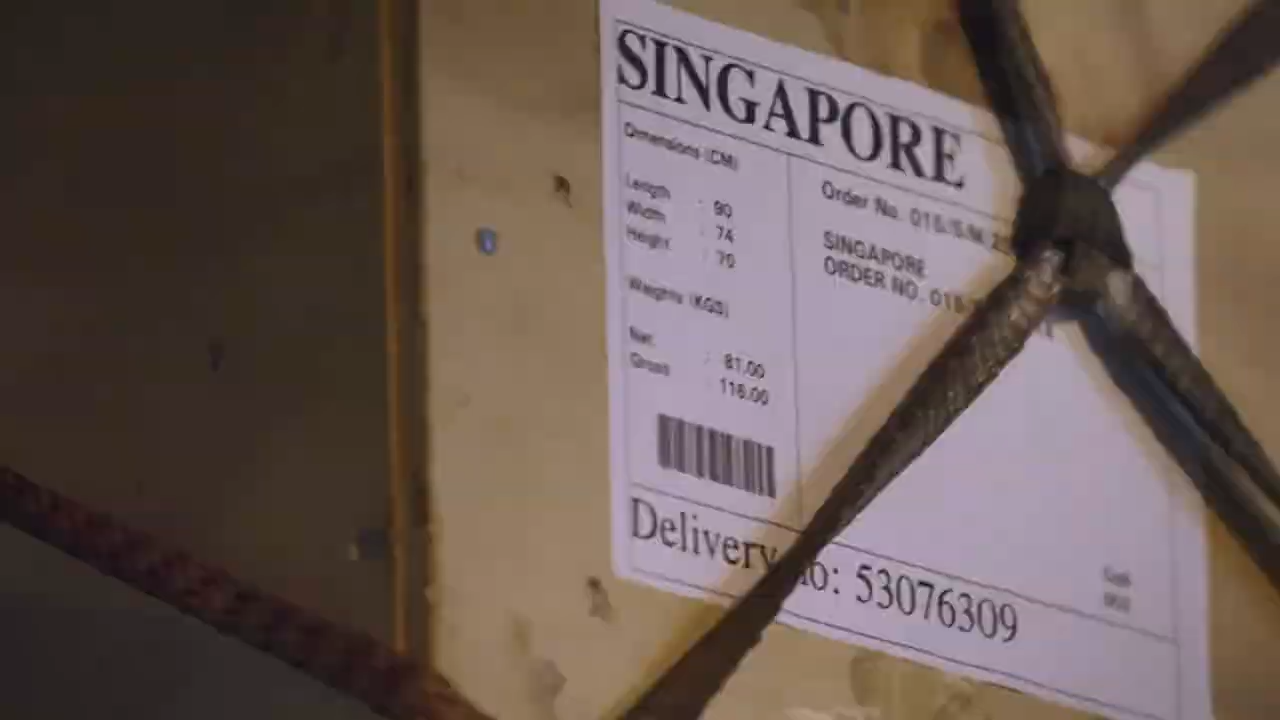 SINGAPORE
Dimensions (CM)
Length : 90
Width : 74
Height : 70
Weights (KGS)
Net : 81.00
Gross : 116.00
Order No.
SINGAPORE
ORDER NO.
Delivery no: 53076309